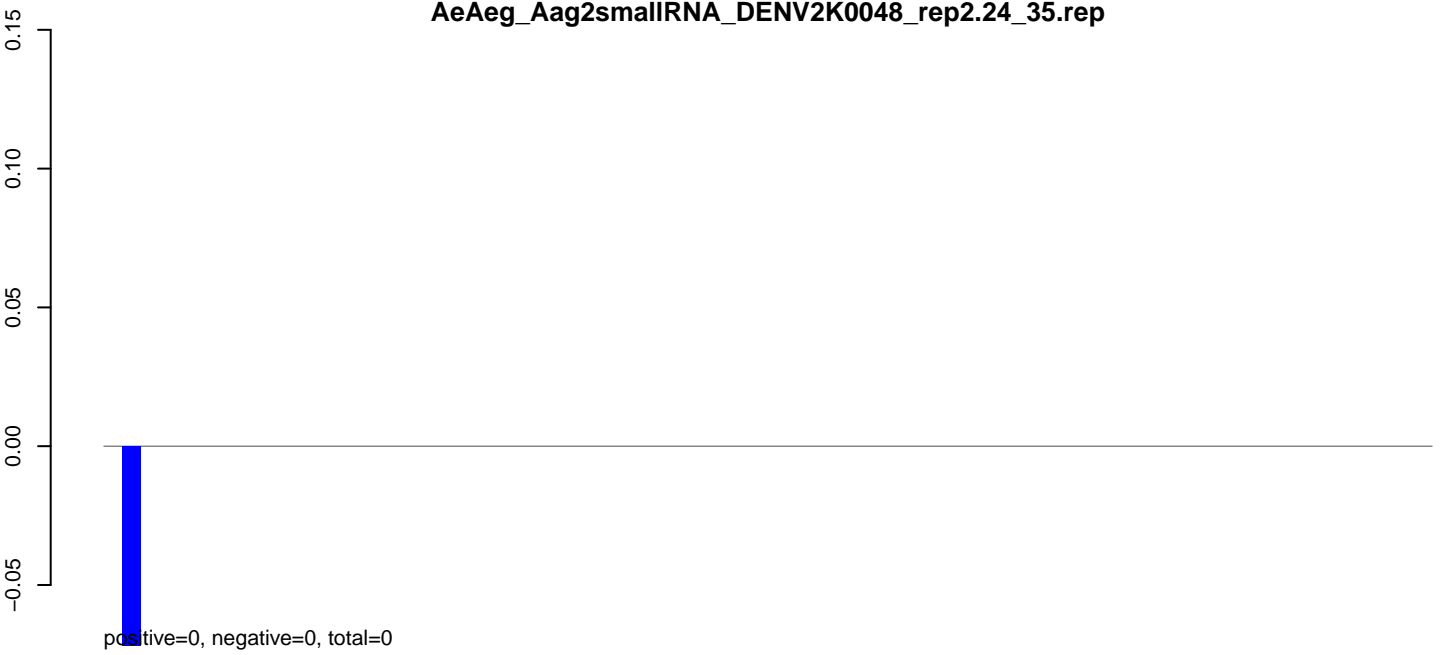 AeAeg_Aag2smallRNA_DENV2K0048_rep2.24_35.rep
0.15
0.10
0.05
0.00
−0.05
positive=0, negative=0, total=0